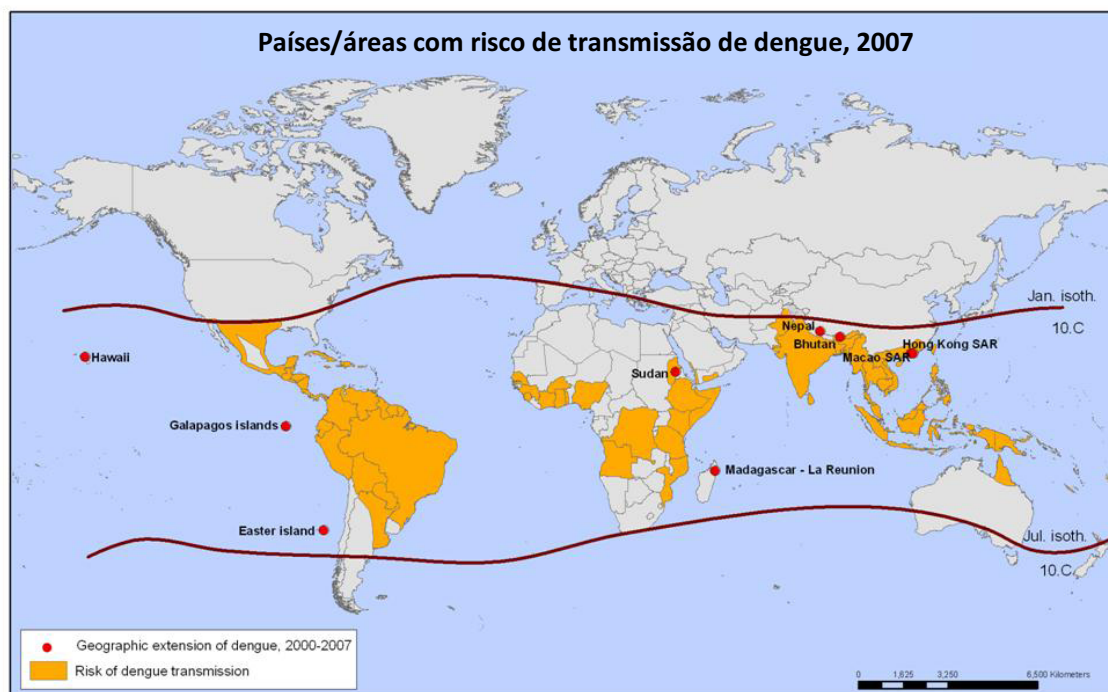 Países/áreas com risco de transmissão de dengue, 2007
Jan. isoth.
10.C
Nepal
Bhutan
Hong Kong SAR
Macao SAR
Hawaii
Sudan
Galapagos islands
Madagascar - La Reunion
Easter island
Jul. isoth.
10.C
Geographic extension of dengue, 2000-2007
Risk of dengue transmission
0 1,625 3,250 6,500 Kilometers